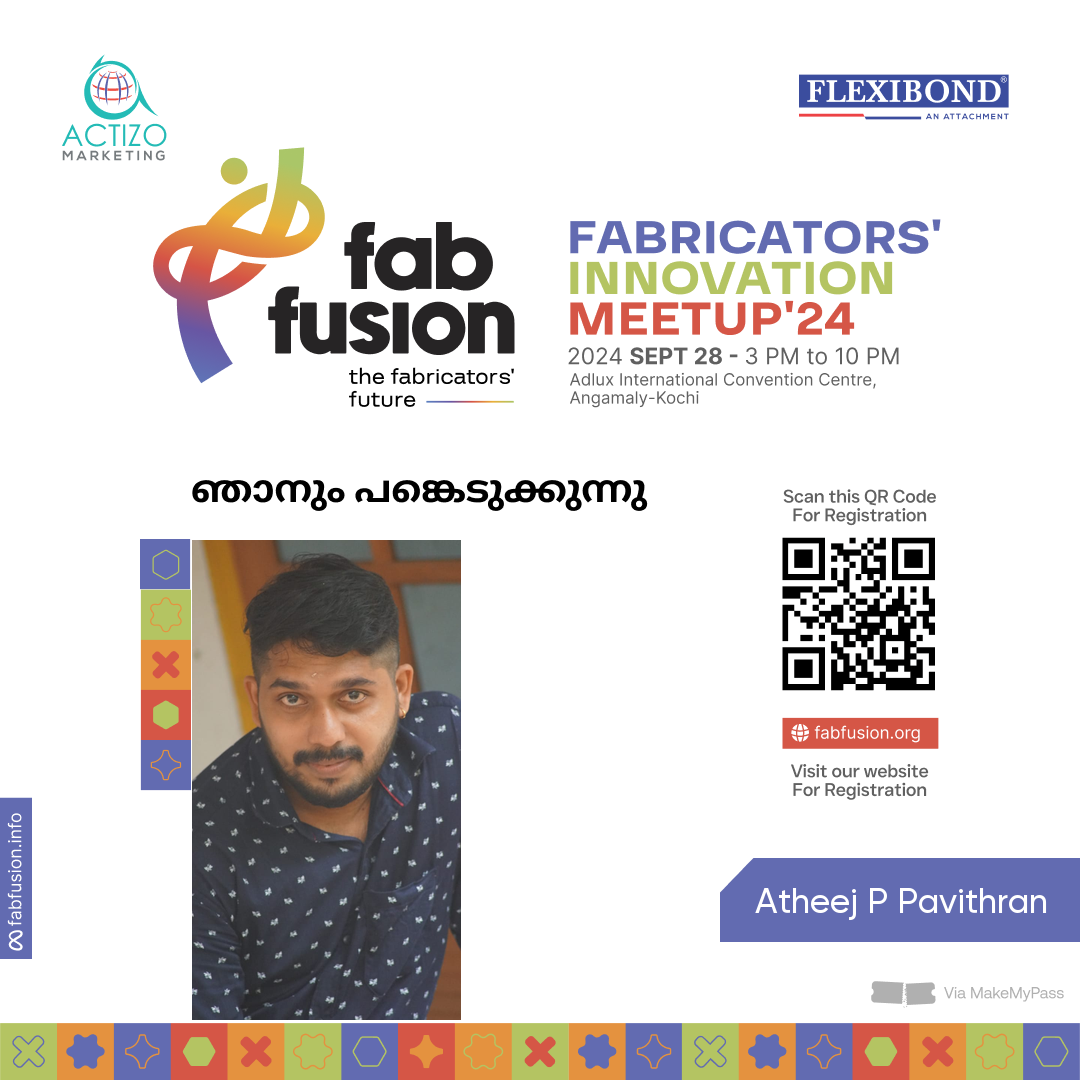 ACTIZO
MARKETING
FLEXIBOND®
AN ATTACHMENT
fab
fusion
the fabricators'
future
FABRICATORS'
INNOVATION
MEETUP'24
2024 SEPT 28 - 3 PM to 10 PM
Adlux International Convention Centre,
Angamaly-Kochi
ഞാനും പങ്കെടുക്കുന്നു
Scan this QR Code
For Registration
fabfusion.org
Visit our website
For Registration
fabfusion.info
Atheej P Pavithran
Via MakeMyPass